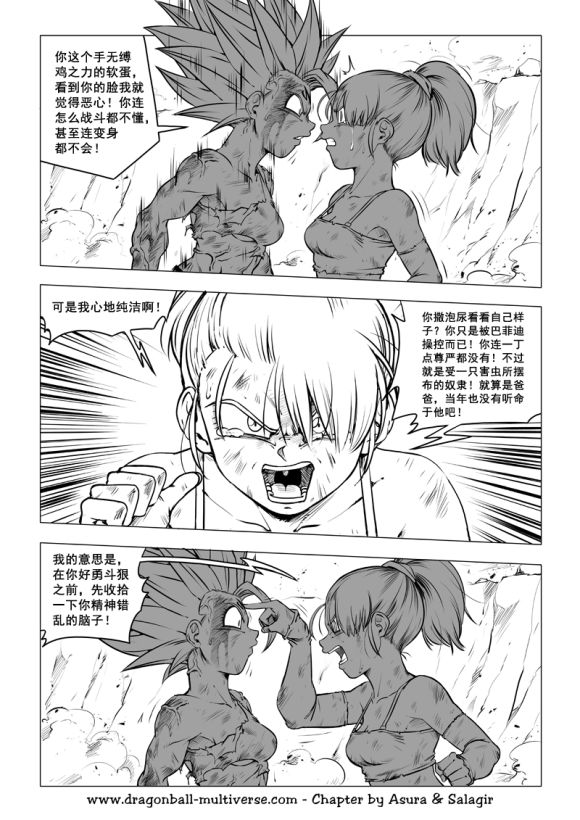 你这个手无缚
鸡之力的软蛋，
看到你的脸我就
觉得恶心！你连
怎么战斗都不懂，
甚至连变身
都不会！
可是我心地纯洁啊！
你撒泡尿看看自己样
子？你只是被巴菲迪
操控而已！你连一丁
点尊严都没有！不过
就是受一只害虫所摆
布的奴隶！就算是爸
爸，当年也没有听命
于他吧！
我的意思是，
在你好勇斗狠
之前，先收拾
一下你精神错
乱的脑子！
www.dragonball-multiverse.com - Chapter by Asura & Salagir